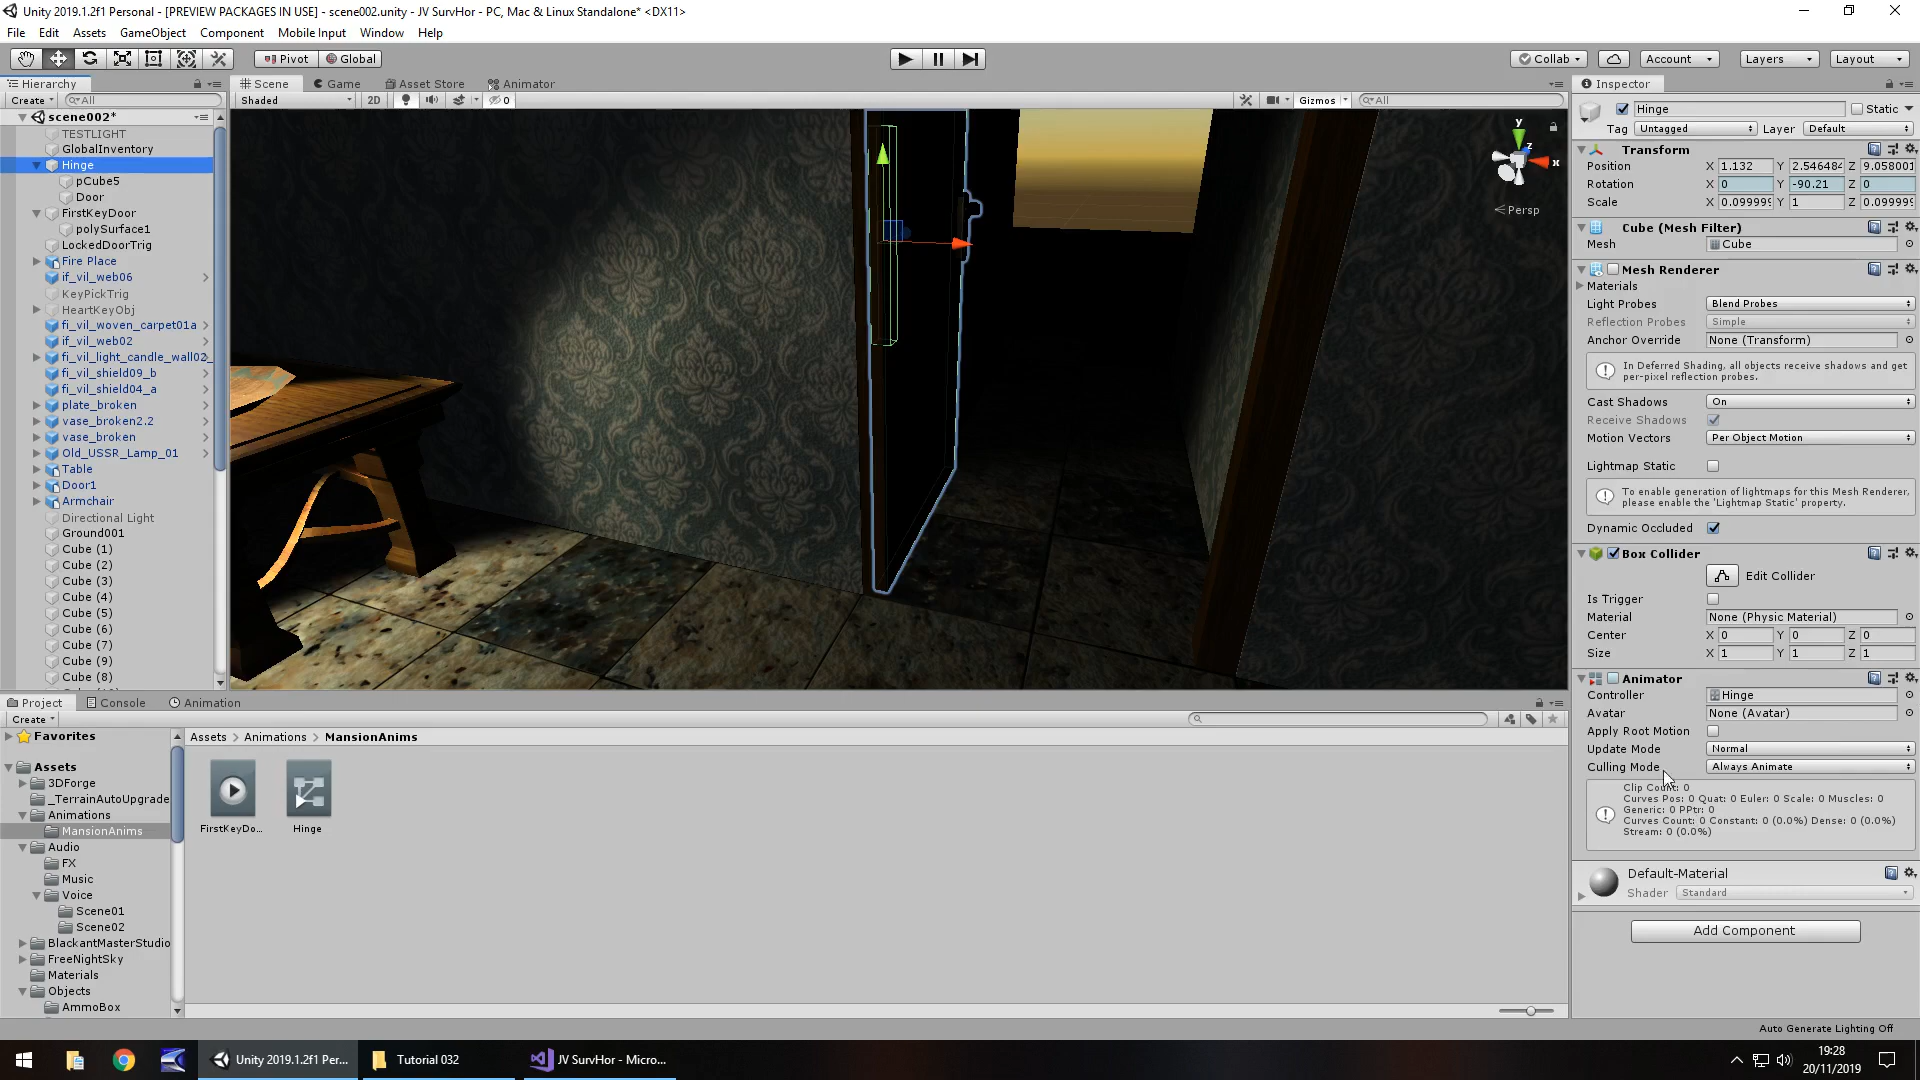 Unity 2019.1.2f1 Personal - [PREVIEW PACKAGES IN USE] - scene002.unity - JV SurvHor - PC, Mac & Linux Standalone* <DX11>
File Edit Assets GameObject Component Mobile Input Window Help
Pivot Global Collab Account Layers Layout
Hierarchy Scene Game Asset Store Animator Inspector
Create All Shaded 2D 0 Gizmos All
scene002*
TESTLIGHT
GlobalInventory
Hinge
pCube5
Door
FirstKeyDoor
polySurface1
LockedDoorTrig
Fire Place
if_vil_web06
KeyPickTrig
HeartKeyObj
fi_vil_woven_carpet01a
if_vil_web02
fi_vil_light_candle_wall02_
fi_vil_shield09_b
fi_vil_shield04_a
plate_broken
vase_broken2.2
vase_broken
Old_USSR_Lamp_01
Table
Door1
Armchair
Directional Light
Ground001
Cube (1)
Cube (2)
Cube (3)
Cube (4)
Cube (5)
Cube (6)
Cube (7)
Cube (9)
Cube (8)
y
z
x
Persp
Hinge Static
Tag Untagged Layer Default
Transform
Position X 1.132 Y 2.546484 Z 9.058001
Rotation X 0 Y -90.21 Z 0
Scale X 0.099999 Y 1 Z 0.099999
Cube (Mesh Filter)
Mesh Cube
Mesh Renderer
Materials
Light Probes Blend Probes
Reflection Probes Simple
Anchor Override None (Transform)
In Deferred Shading, all objects receive shadows and get
per-pixel reflection probes.
Cast Shadows On
Receive Shadows
Motion Vectors Per Object Motion
Lightmap Static
To enable generation of lightmaps for this Mesh Renderer,
please enable the 'Lightmap Static' property.
Dynamic Occluded
Box Collider
Edit Collider
Is Trigger
Material None (Physic Material)
Center X 0 Y 0 Z 0
Size X 1 Y 1 Z 1
Animator
Controller Hinge
Avatar None (Avatar)
Apply Root Motion
Update Mode Normal
Culling Mode Always Animate
Clip Count: 0
Curves Pos: 0 Quat: 0 Euler: 0 Scale: 0 Muscles: 0
Generic: 0 PPtr: 0
Curves Count: 0 Constant: 0 (0.0%) Dense: 0 (0.0%)
Stream: 0 (0.0%)
Default-Material
Shader Standard
Add Component
Project Console Animation
Create
Favorites
Assets
3DForge
_TerrainAutoUpgrade
Animations
MansionAnims
Audio
FX
Music
Voice
Scene01
Scene02
BlackantMasterStudio
FreeNightSky
Materials
Objects
AmmoBox
Assets > Animations > MansionAnims
FirstKeyDo... Hinge
Auto Generate Lighting Off
Unity 2019.1.2f1 Per... Tutorial 032 JV SurvHor - Micro...
19:28
20/11/2019